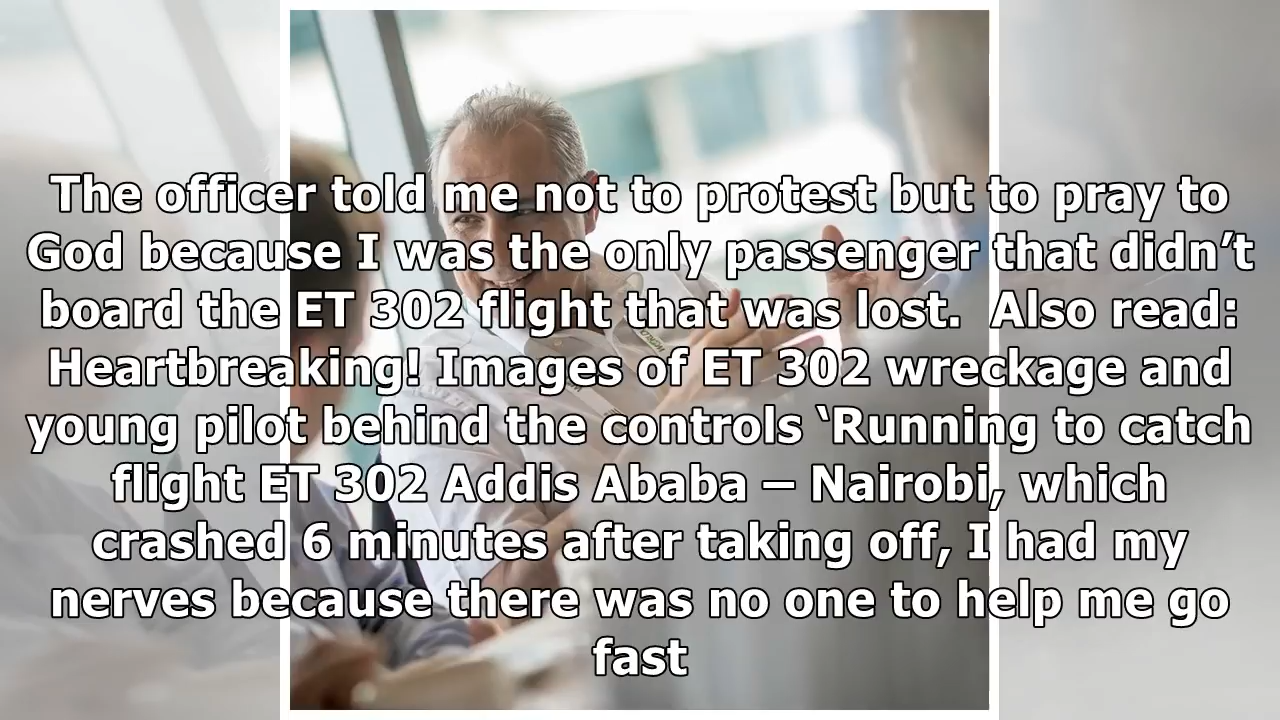 The officer told me not to protest but to pray to
God because I was the only passenger that didn’t
board the ET 302 flight that was lost.  Also read:
Heartbreaking! Images of ET 302 wreckage and
young pilot behind the controls ‘Running to catch
flight ET 302 Addis Ababa – Nairobi, which
crashed 6 minutes after taking off, I had my
nerves because there was no one to help me go
fast